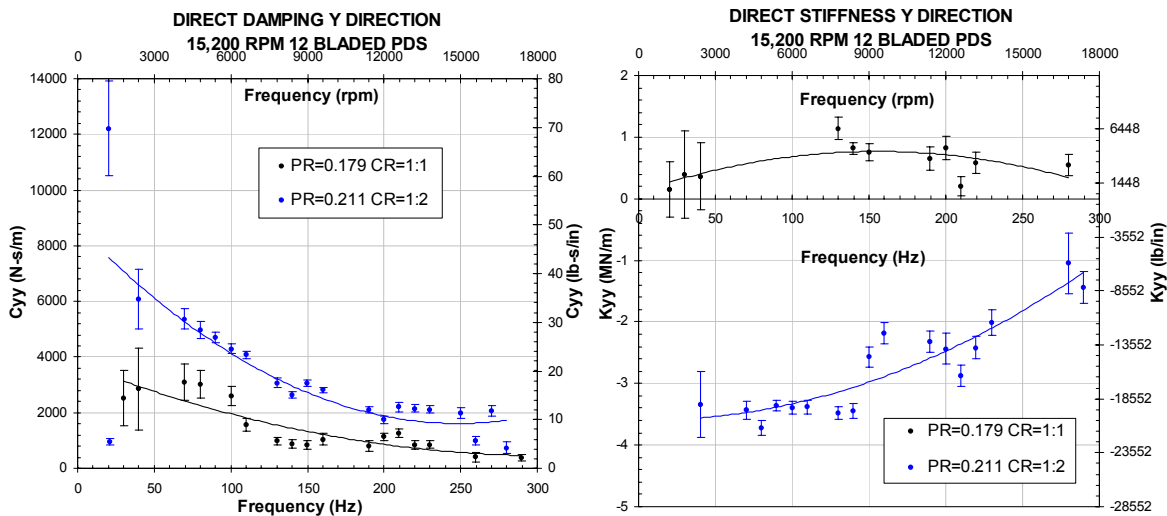 DIRECT DAMPING Y DIRECTION
15,200 RPM 12 BLADED PDS
0 3000 6000 9000 12000 15000 18000
Frequency (rpm)
14000
12000
10000
8000
6000
4000
2000
0
Cyy (N-s/m)
PR=0.179 CR=1:1
PR=0.211 CR=1:2
80
70
60
50
40
30
20
10
0
Cyy (lb-s/in)
0 50 100 150 200 250 300
Frequency (Hz)
DIRECT STIFFNESS Y DIRECTION
15,200 RPM 12 BLADED PDS
0 3000 6000 9000 12000 15000 18000
Frequency (rpm)
2
1
0
-1
-2
-3
-4
-5
Kyy (MN/m)
0 50 100 150 200 250 300
Frequency (Hz)
6448
1448
-3552
-8552
-13552
-18552
-23552
-28552
Kyy (lb/in)
PR=0.179 CR=1:1
PR=0.211 CR=1:2